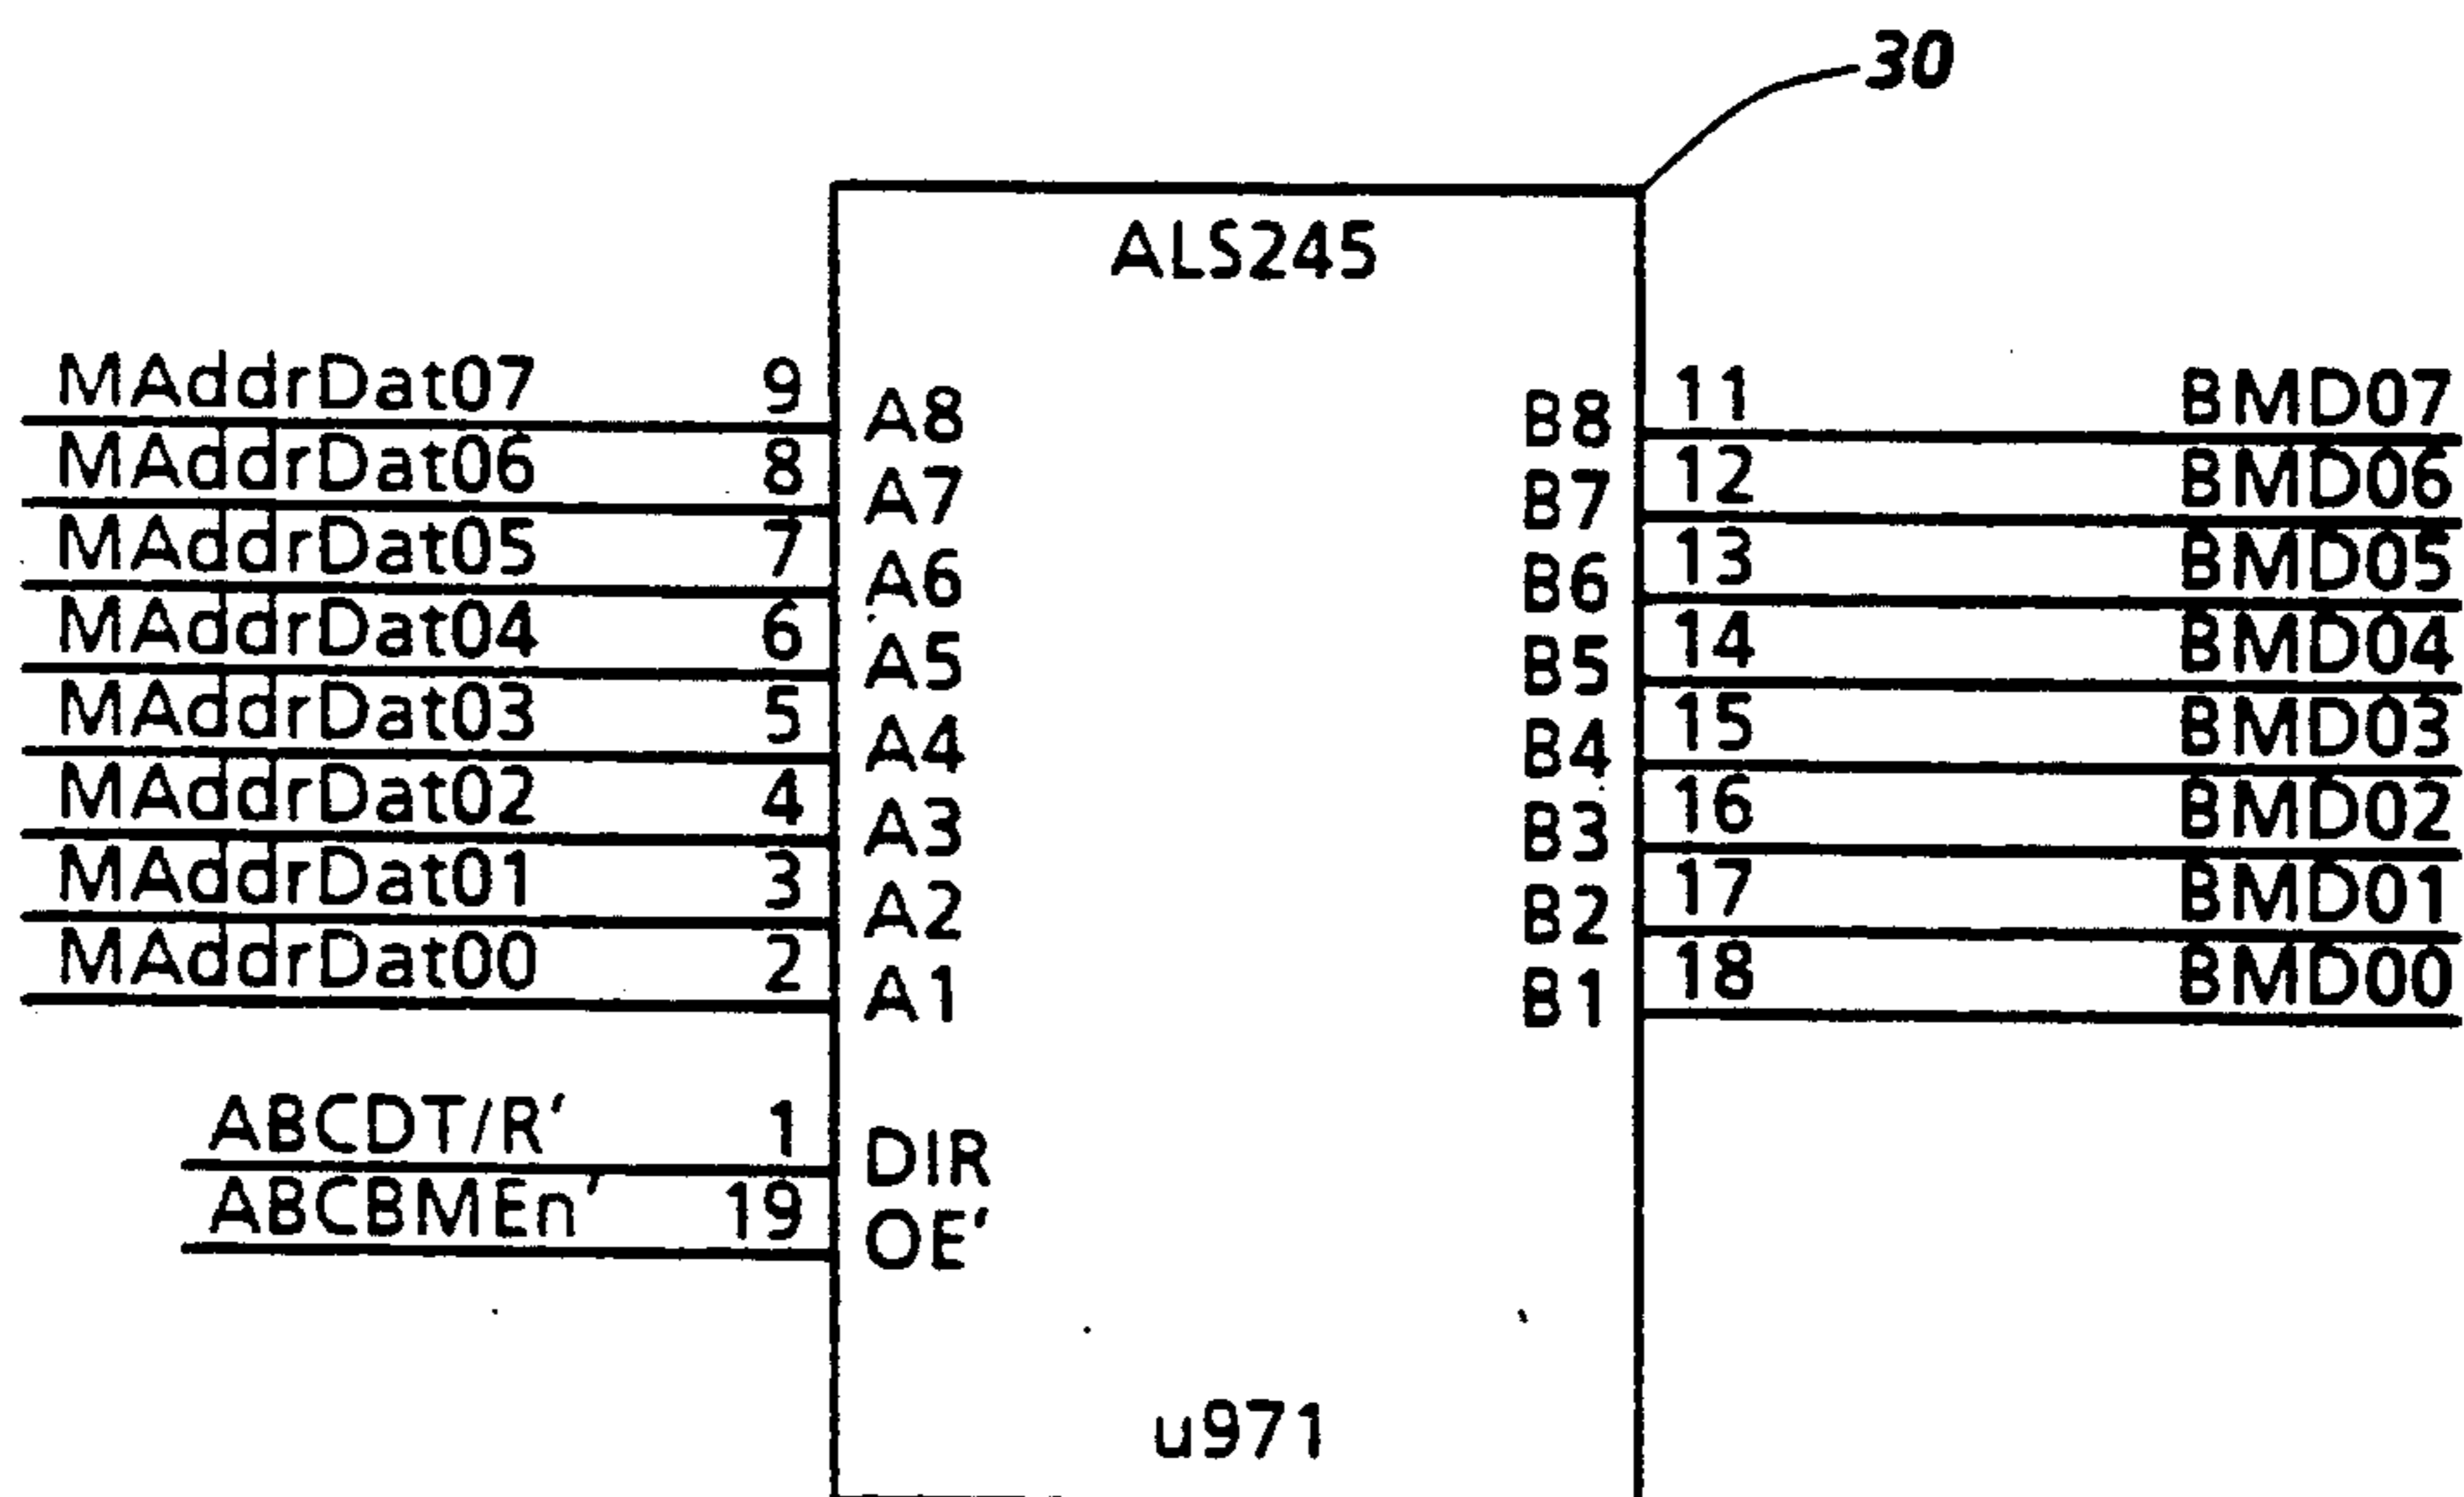 30
ALS245
MAddrDat07 9 A8 B8 11 BMD07
MAddrDat06 8 A7 B7 12 BMD06
MAddrDat05 7 A6 B6 13 BMD05
MAddrDat04 6 A5 B5 14 BMD04
MAddrDat03 5 A4 B4 15 BMD03
MAddrDat02 4 A3 B3 16 BMD02
MAddrDat01 3 A2 B2 17 BMD01
MAddrDat00 2 A1 B1 18 BMD00
ABCDT/R' 1 DIR
ABCBMEn' 19 OE'
u971